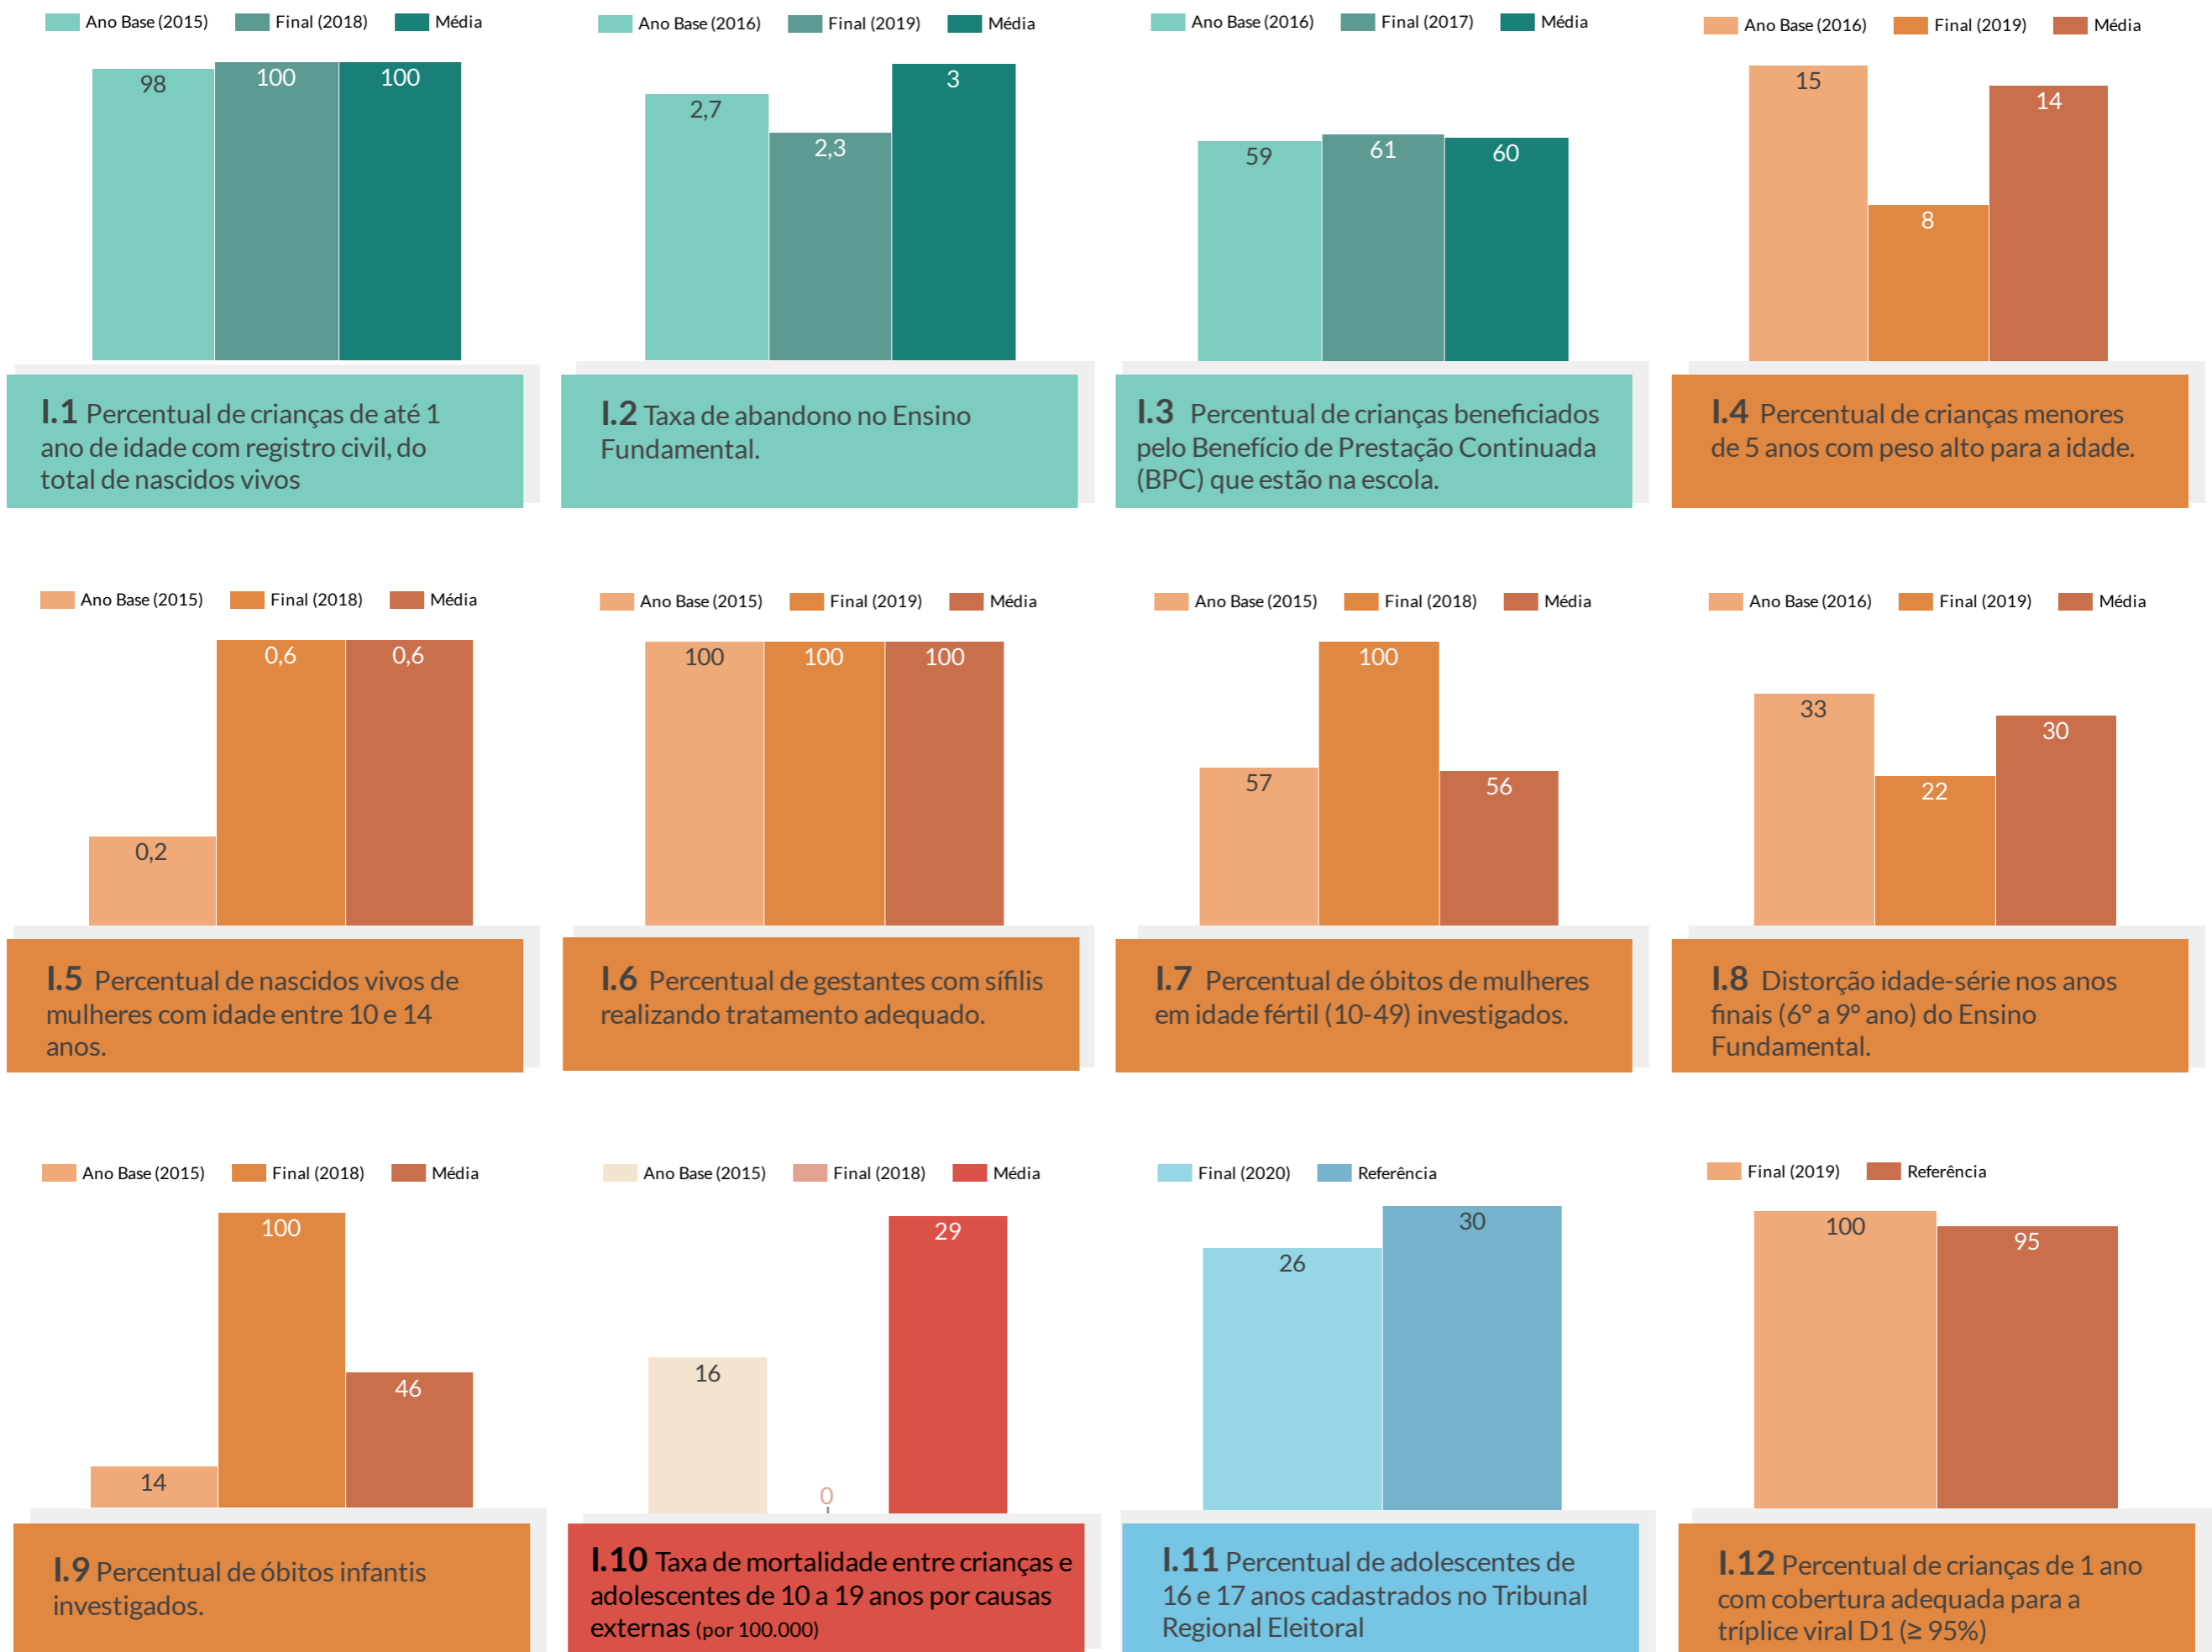 Ano Base (2015) Final (2018) Média
98 100 100
I.1 Percentual de crianças de até 1
ano de idade com registro civil, do
total de nascidos vivos
Ano Base (2016) Final (2019) Média
2,7 2,3 3
I.2 Taxa de abandono no Ensino
Fundamental.
Ano Base (2016) Final (2017) Média
59 61 60
I.3 Percentual de crianças beneficiados
pelo Benefício de Prestação Continuada
(BPC) que estão na escola.
Ano Base (2016) Final (2019) Média
15 8 14
I.4 Percentual de crianças menores
de 5 anos com peso alto para a idade.
Ano Base (2015) Final (2018) Média
0,2 0,6 0,6
I.5 Percentual de nascidos vivos de
mulheres com idade entre 10 e 14
anos.
Ano Base (2015) Final (2019) Média
100 100 100
I.6 Percentual de gestantes com sífilis
realizando tratamento adequado.
Ano Base (2015) Final (2018) Média
57 100 56
I.7 Percentual de óbitos de mulheres
em idade fértil (10-49) investigados.
Ano Base (2016) Final (2019) Média
33 22 30
I.8 Distorção idade-série nos anos
finais (6° a 9° ano) do Ensino
Fundamental.
Ano Base (2015) Final (2018) Média
14 100 46
I.9 Percentual de óbitos infantis
investigados.
Ano Base (2015) Final (2018) Média
16 0 29
I.10 Taxa de mortalidade entre crianças e
adolescentes de 10 a 19 anos por causas
externas (por 100.000)
Final (2020) Referência
26 30
I.11 Percentual de adolescentes de
16 e 17 anos cadastrados no Tribunal
Regional Eleitoral
Final (2019) Referência
100 95
I.12 Percentual de crianças de 1 ano
com cobertura adequada para a
tríplice viral D1 (≥ 95%)